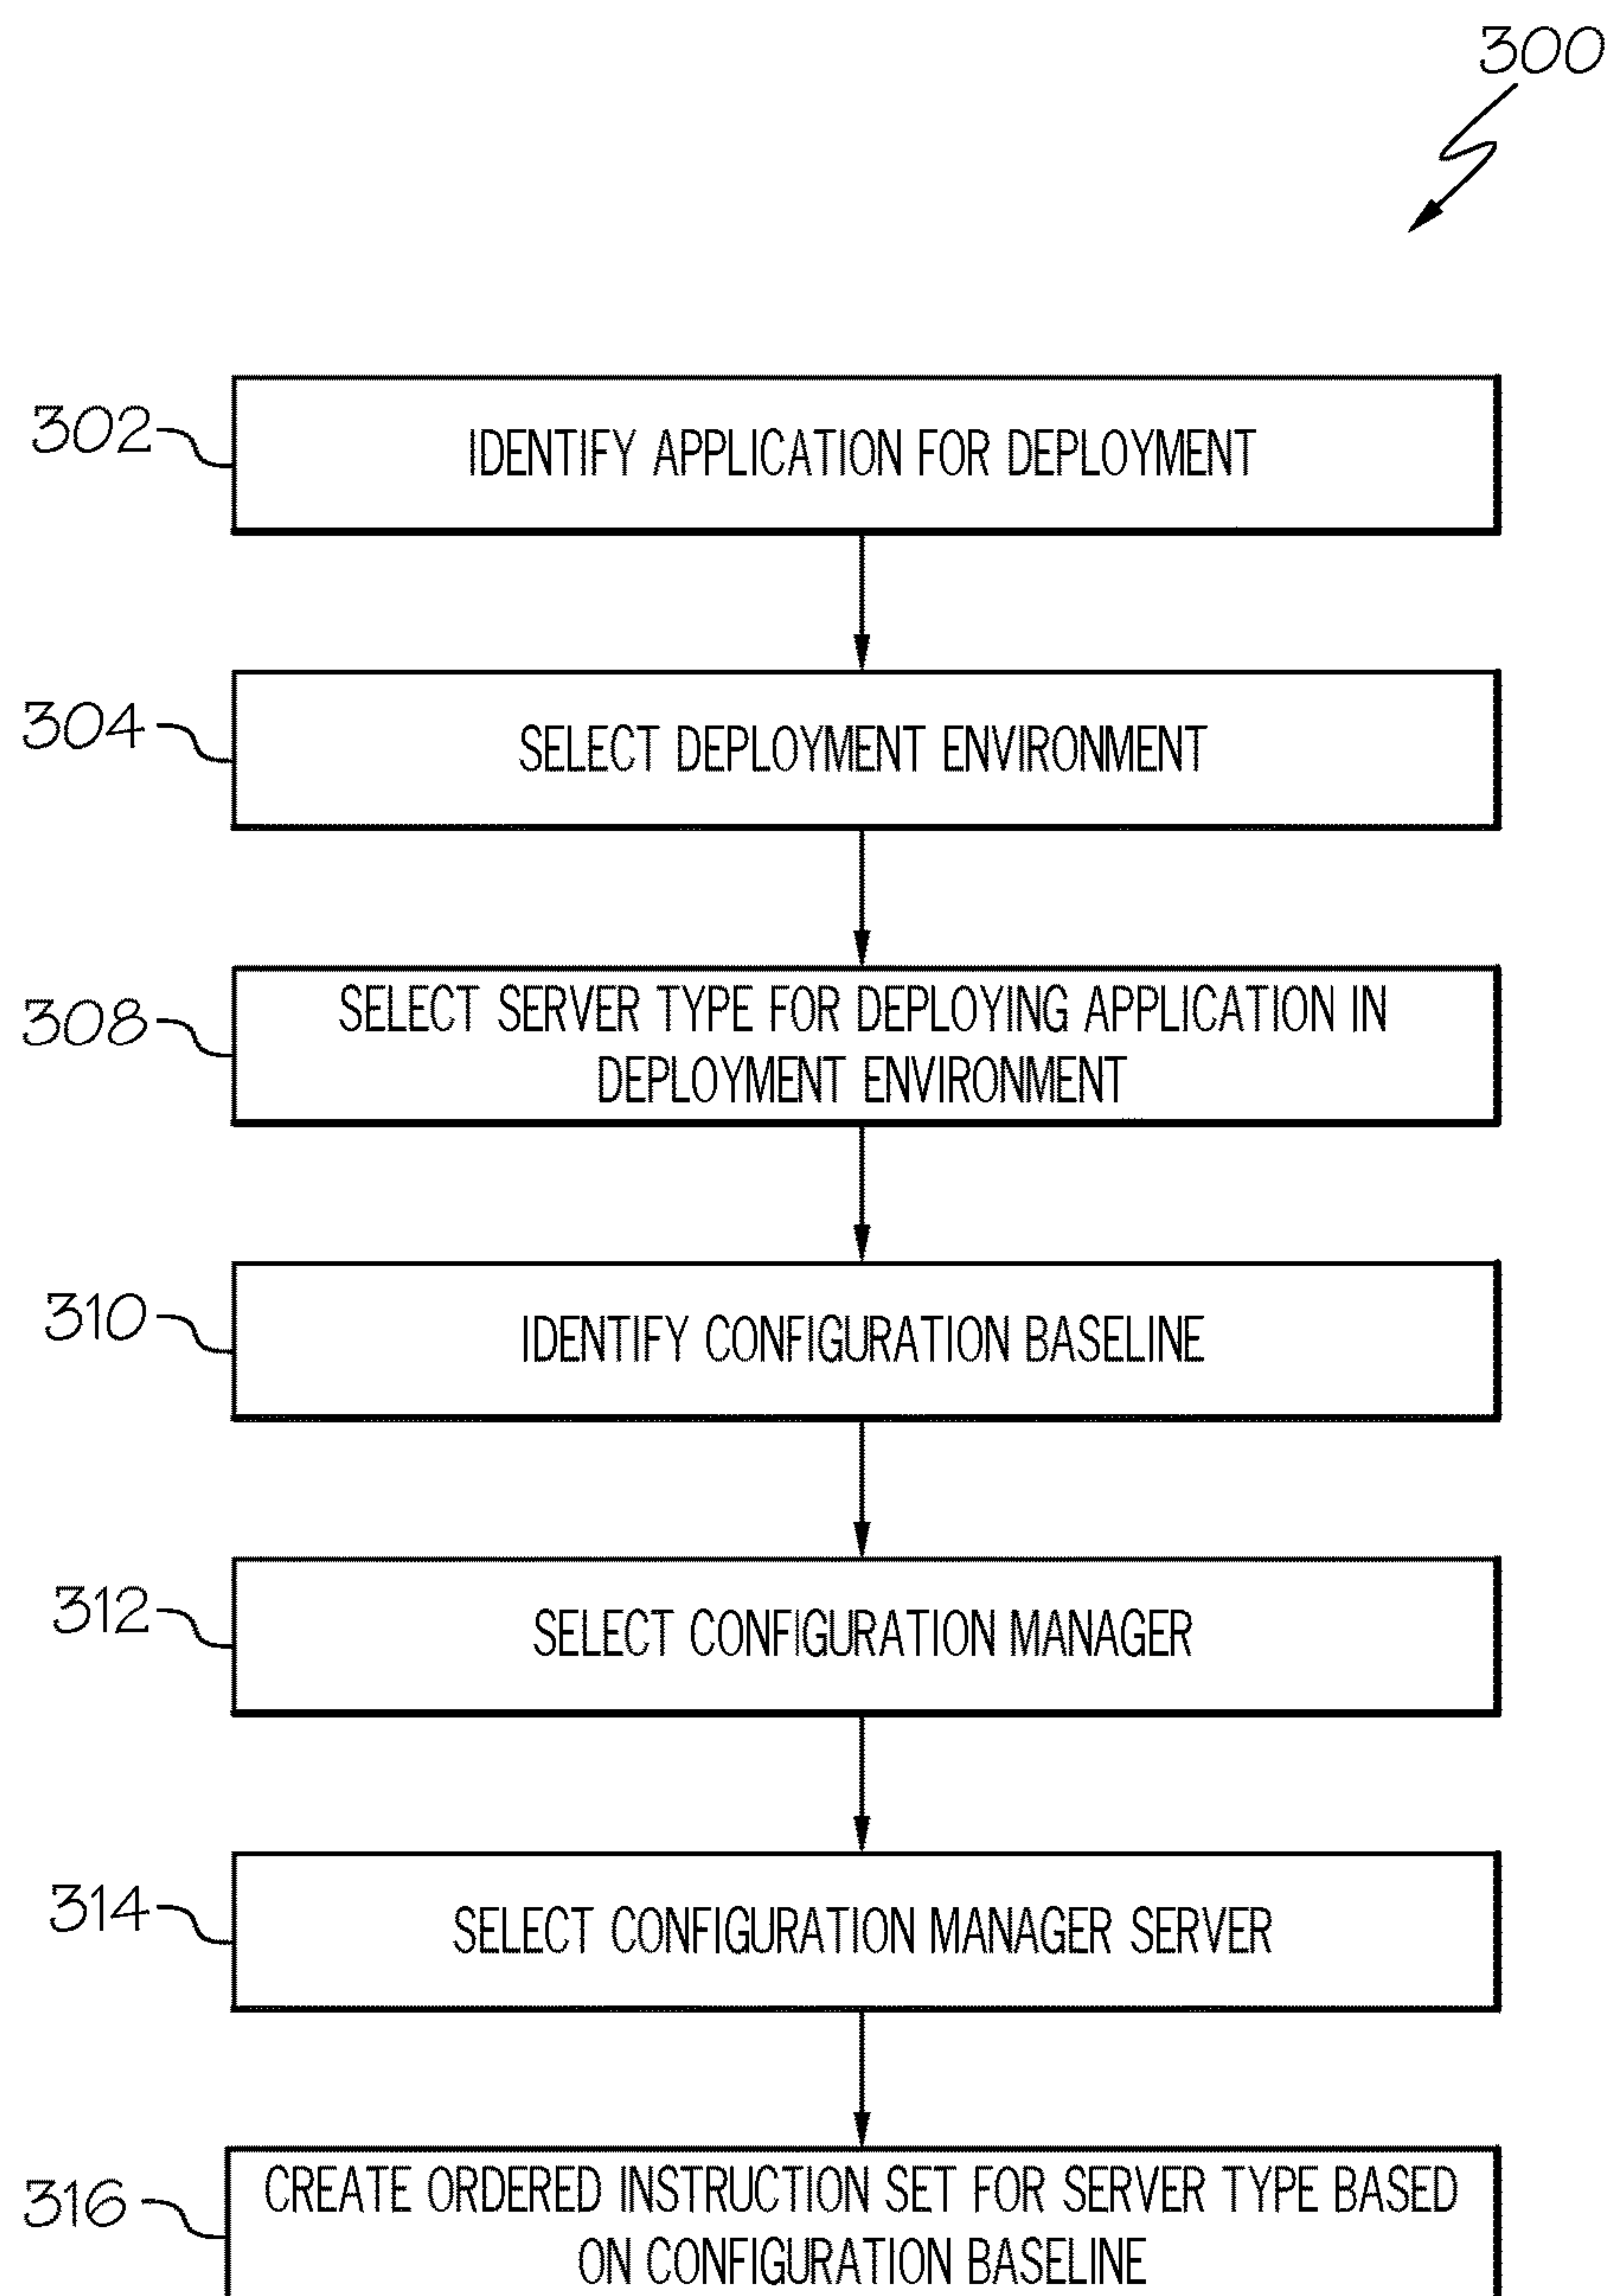 300
302
IDENTIFY APPLICATION FOR DEPLOYMENT
304
SELECT DEPLOYMENT ENVIRONMENT
308
SELECT SERVER TYPE FOR DEPLOYING APPLICATION IN
DEPLOYMENT ENVIRONMENT
310
IDENTIFY CONFIGURATION BASELINE
312
SELECT CONFIGURATION MANAGER
314
SELECT CONFIGURATION MANAGER SERVER
316
CREATE ORDERED INSTRUCTION SET FOR SERVER TYPE BASED
ON CONFIGURATION BASELINE